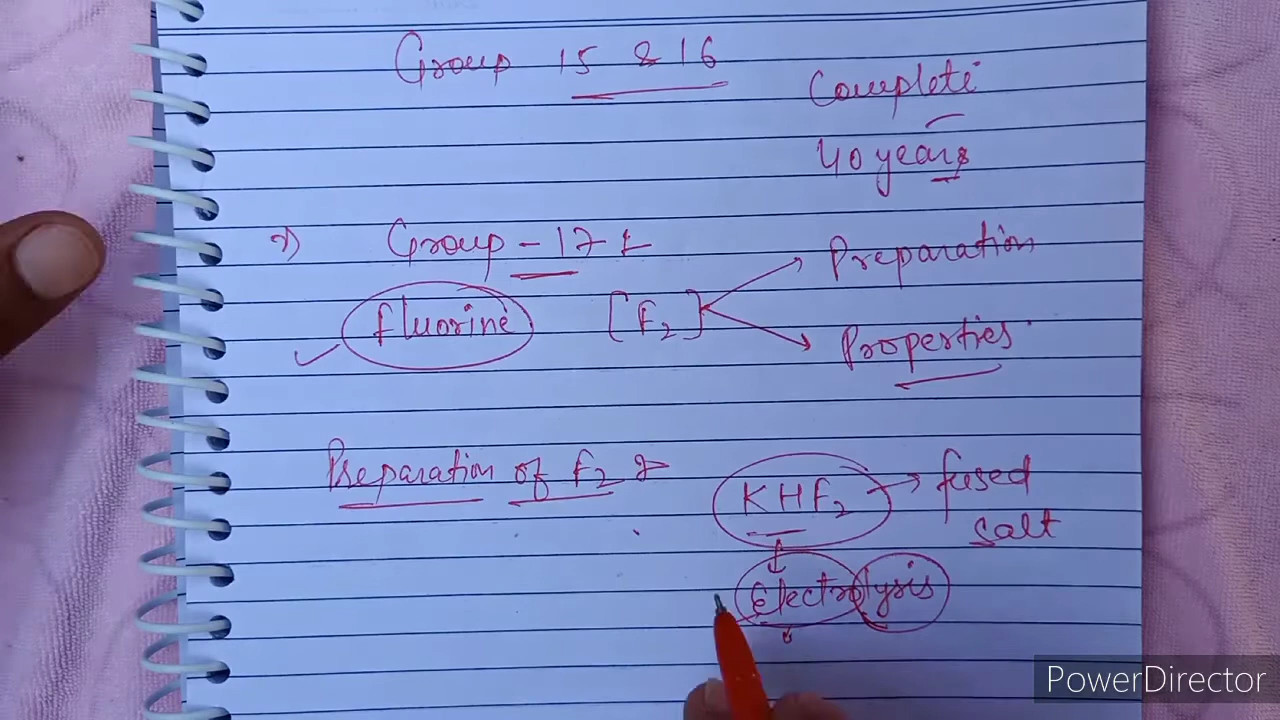 Group 15 & 16
Complete
40 years
Group - 17
fluorine [F2] Preparation
Properties
Preparation of F2
KHF2 → fused
salt
Electrolysis
PowerDirector